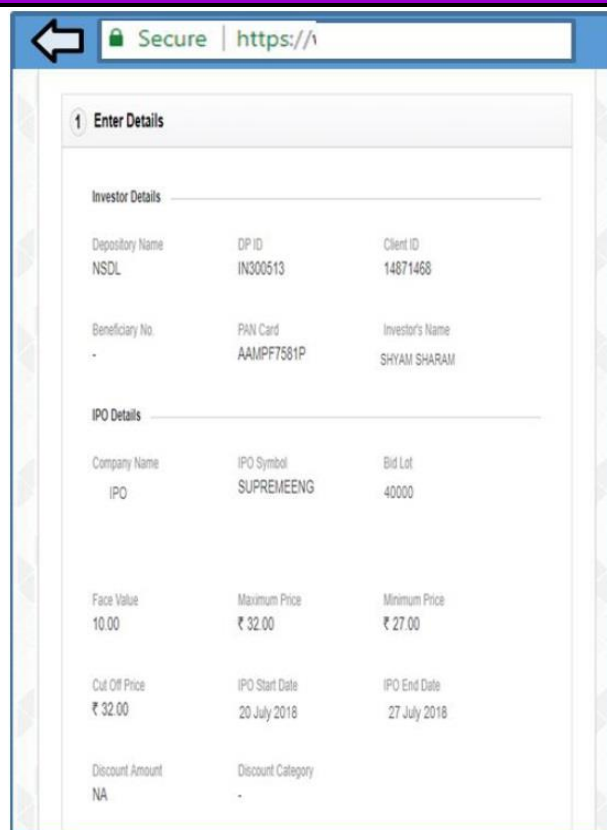 Secure | https://
1 Enter Details
Investor Details
Depository Name DP ID Client ID
NSDL IN300513 14871468
Beneficiary No. PAN Card Investor's Name
- AAMPF7581P SHYAM SHARAM
IPO Details
Company Name IPO Symbol Bid Lot
IPO SUPREMEENG 40000
Face Value Maximum Price Minimum Price
10.00 ₹ 32.00 ₹ 27.00
Cut Off Price IPO Start Date IPO End Date
₹ 32.00 20 July 2018 27 July 2018
Discount Amount Discount Category
NA -